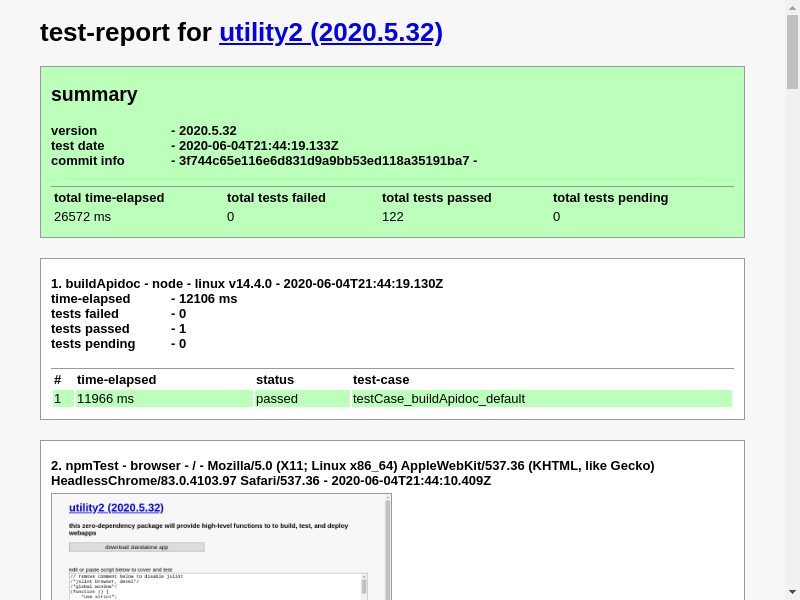 test-report for utility2 (2020.5.32)
summary
version - 2020.5.32
test date - 2020-06-04T21:44:19.133Z
commit info - 3f744c65e116e6d831d9a9bb53ed118a35191ba7 -
total time-elapsed total tests failed total tests passed total tests pending
26572 ms 0 122 0
1. buildApidoc - node - linux v14.4.0 - 2020-06-04T21:44:19.130Z
time-elapsed - 12106 ms
tests failed - 0
tests passed - 1
tests pending - 0
# time-elapsed status test-case
1 11966 ms passed testCase_buildApidoc_default
2. npmTest - browser - / - Mozilla/5.0 (X11; Linux x86_64) AppleWebKit/537.36 (KHTML, like Gecko)
HeadlessChrome/83.0.4103.97 Safari/537.36 - 2020-06-04T21:44:10.409Z
utility2 (2020.5.32)
this zero-dependency package will provide high-level functions to to build, test, and deploy
webapps
download standalone app
edit or paste script below to cover and test
// remove comment below to disable jslint
/*jslint browser, devel*/
/*global window*/
(function () {
"use strict";